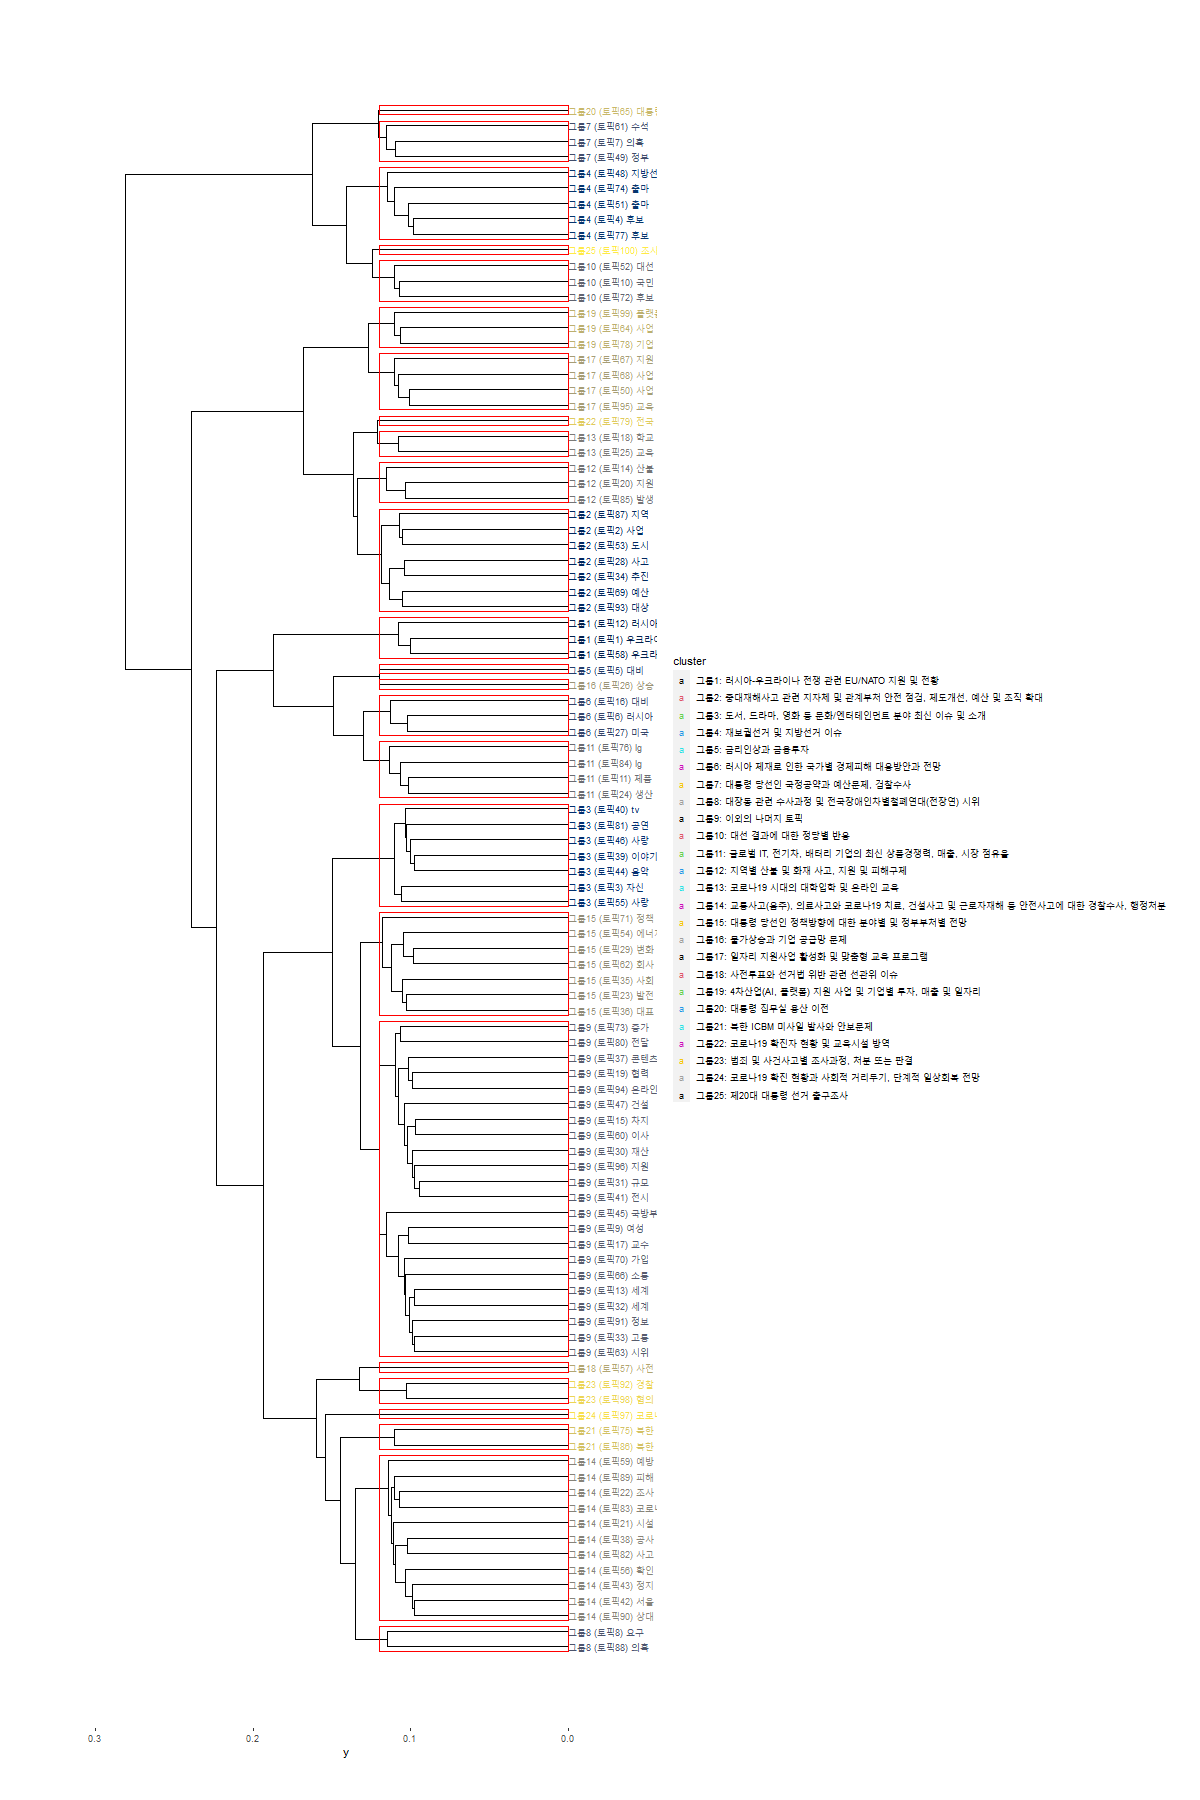 그룹20 (토픽65) 대통령
그룹7 (토픽61) 수석
그룹7 (토픽7) 의혹
그룹7 (토픽49) 정부
그룹4 (토픽48) 지방선
그룹4 (토픽74) 출마
그룹4 (토픽51) 출마
그룹4 (토픽4) 후보
그룹4 (토픽77) 후보
그룹25 (토픽100) 조사
그룹10 (토픽52) 대선
그룹10 (토픽10) 국민
그룹10 (토픽72) 후보
그룹19 (토픽99) 플랫폼
그룹19 (토픽64) 사업
그룹19 (토픽78) 기업
그룹17 (토픽67) 지원
그룹17 (토픽68) 사업
그룹17 (토픽50) 사업
그룹17 (토픽95) 교육
그룹22 (토픽79) 전국
그룹13 (토픽18) 학교
그룹13 (토픽25) 교육
그룹12 (토픽14) 산불
그룹12 (토픽20) 지원
그룹12 (토픽85) 발생
그룹2 (토픽87) 지역
그룹2 (토픽2) 사업
그룹2 (토픽53) 도시
그룹2 (토픽28) 사고
그룹2 (토픽34) 추진
그룹2 (토픽69) 예산
그룹2 (토픽93) 대상
그룹1 (토픽12) 러시아
그룹1 (토픽1) 우크라이
그룹1 (토픽58) 우크라
그룹5 (토픽5) 대비
그룹16 (토픽26) 상승
그룹6 (토픽16) 대비
그룹6 (토픽6) 러시아
그룹6 (토픽27) 미국
그룹11 (토픽76) lg
그룹11 (토픽84) lg
그룹11 (토픽11) 제품
그룹11 (토픽24) 생산
그룹3 (토픽40) tv
그룹3 (토픽81) 공연
그룹3 (토픽46) 사랑
그룹3 (토픽39) 이야기
그룹3 (토픽44) 음악
그룹3 (토픽3) 자신
그룹3 (토픽55) 사랑
그룹15 (토픽71) 정책
그룹15 (토픽54) 에너지
그룹15 (토픽29) 변화
그룹15 (토픽62) 회사
그룹15 (토픽35) 사회
그룹15 (토픽23) 발전
그룹15 (토픽36) 대표
그룹9 (토픽73) 증가
그룹9 (토픽80) 전달
그룹9 (토픽37) 콘텐츠
그룹9 (토픽19) 협력
그룹9 (토픽94) 온라인
그룹9 (토픽47) 건설
그룹9 (토픽15) 차지
그룹9 (토픽60) 이사
그룹9 (토픽30) 재산
그룹9 (토픽96) 지원
그룹9 (토픽31) 규모
그룹9 (토픽41) 전시
그룹9 (토픽45) 국방부
그룹9 (토픽9) 여성
그룹9 (토픽17) 교수
그룹9 (토픽70) 가입
그룹9 (토픽66) 소통
그룹9 (토픽13) 세계
그룹9 (토픽32) 세계
그룹9 (토픽91) 정보
그룹9 (토픽33) 고통
그룹9 (토픽63) 시위
그룹18 (토픽57) 사전
그룹23 (토픽92) 경찰
그룹23 (토픽98) 혐의
그룹24 (토픽97) 코로나
그룹21 (토픽75) 북한
그룹21 (토픽86) 북한
그룹14 (토픽59) 예방
그룹14 (토픽89) 피해
그룹14 (토픽22) 조사
그룹14 (토픽83) 코로나
그룹14 (토픽21) 시설
그룹14 (토픽38) 공사
그룹14 (토픽82) 사고
그룹14 (토픽56) 확인
그룹14 (토픽43) 정지
그룹14 (토픽42) 서울
그룹14 (토픽90) 상대
그룹8 (토픽8) 요구
그룹8 (토픽88) 의혹
cluster
a 그룹1: 러시아-우크라이나 전쟁 관련 EU/NATO 지원 및 전황
a 그룹2: 중대재해사고 관련 지자체 및 관계부처 안전 점검, 제도개선, 예산 및 조직 확대
a 그룹3: 도서, 드라마, 영화 등 문화/엔터테인먼트 분야 최신 이슈 및 소개
a 그룹4: 재보궐선거 및 지방선거 이슈
a 그룹5: 금리인상과 금융투자
a 그룹6: 러시아 제재로 인한 국가별 경제피해 대응방안과 전망
a 그룹7: 대통령 당선인 국정공약과 예산문제, 검찰수사
a 그룹8: 대장동 관련 수사과정 및 전국장애인차별철폐연대(전장연) 시위
a 그룹9: 이외의 나머지 토픽
a 그룹10: 대선 결과에 대한 정당별 반응
a 그룹11: 글로벌 IT, 전기차, 배터리 기업의 최신 상품경쟁력, 매출, 시장 점유율
a 그룹12: 지역별 산불 및 화재 사고, 지원 및 피해구제
a 그룹13: 코로나19 시대의 대학입학 및 온라인 교육
a 그룹14: 교통사고(음주), 의료사고와 코로나19 치료, 건설사고 및 근로자재해 등 안전사고에 대한 경찰수사, 행정처분
a 그룹15: 대통령 당선인 정책방향에 대한 분야별 및 정부부처별 전망
a 그룹16: 물가상승과 기업 공급망 문제
a 그룹17: 일자리 지원사업 활성화 및 맞춤형 교육 프로그램
a 그룹18: 사전투표와 선거법 위반 관련 선관위 이슈
a 그룹19: 4차산업(AI, 플랫폼) 지원 사업 및 기업별 투자, 매출 및 일자리
a 그룹20: 대통령 집무실 용산 이전
a 그룹21: 북한 ICBM 미사일 발사와 안보문제
a 그룹22: 코로나19 확진자 현황 및 교육시설 방역
a 그룹23: 범죄 및 사건사고별 조사과정, 처분 또는 판결
a 그룹24: 코로나19 확진 현황과 사회적 거리두기, 단계적 일상회복 전망
a 그룹25: 제20대 대통령 선거 출구조사
0.3 0.2 0.1 0.0
y